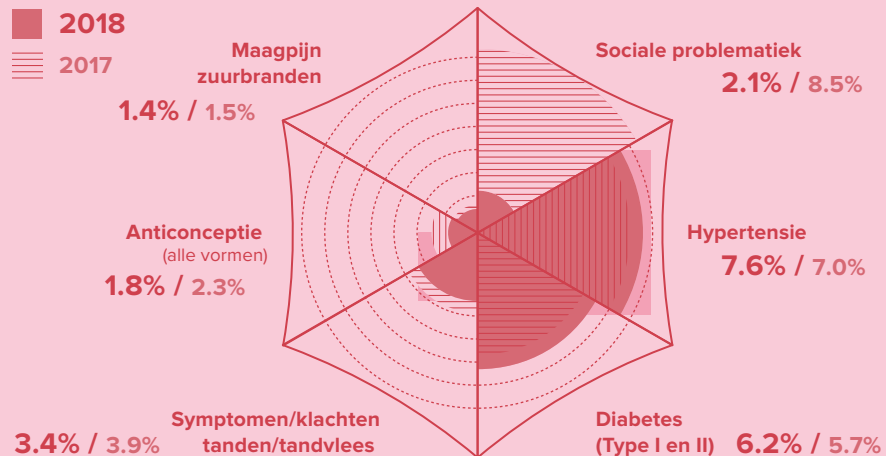 2018
2017
Maagpijn
zuurbranden
1.4% / 1.5%
Sociale problematiek
2.1% / 8.5%
Anticonceptie
(alle vormen)
1.8% / 2.3%
Hypertensie
7.6% / 7.0%
Symptomen/klachten
tanden/tandvlees
3.4% / 3.9%
Diabetes
(Type I en II)
6.2% / 5.7%